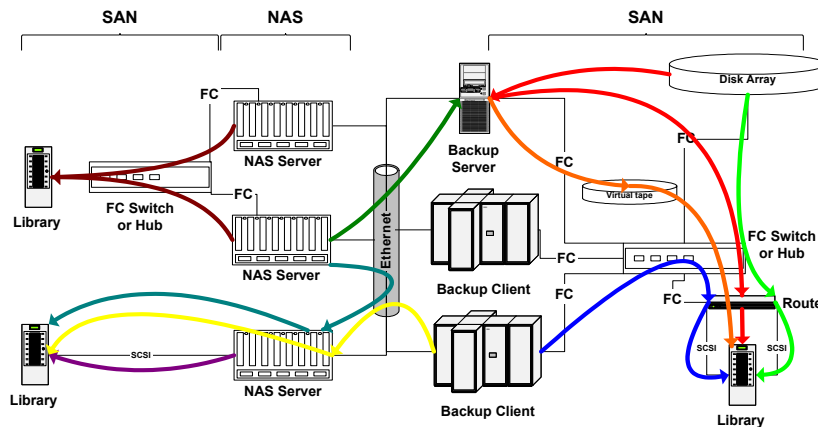 SAN
NAS
SAN
Disk Array
FC
NAS Server
Backup
Server
FC
FC
Virtual tape
Library
FC Switch
or Hub
FC
NAS Server
Ethernet
Backup Client
FC
FC Switch
or Hub
FC
FC
Route
SCSI
NAS Server
Backup Client
SCSI
SCSI
Library
Library